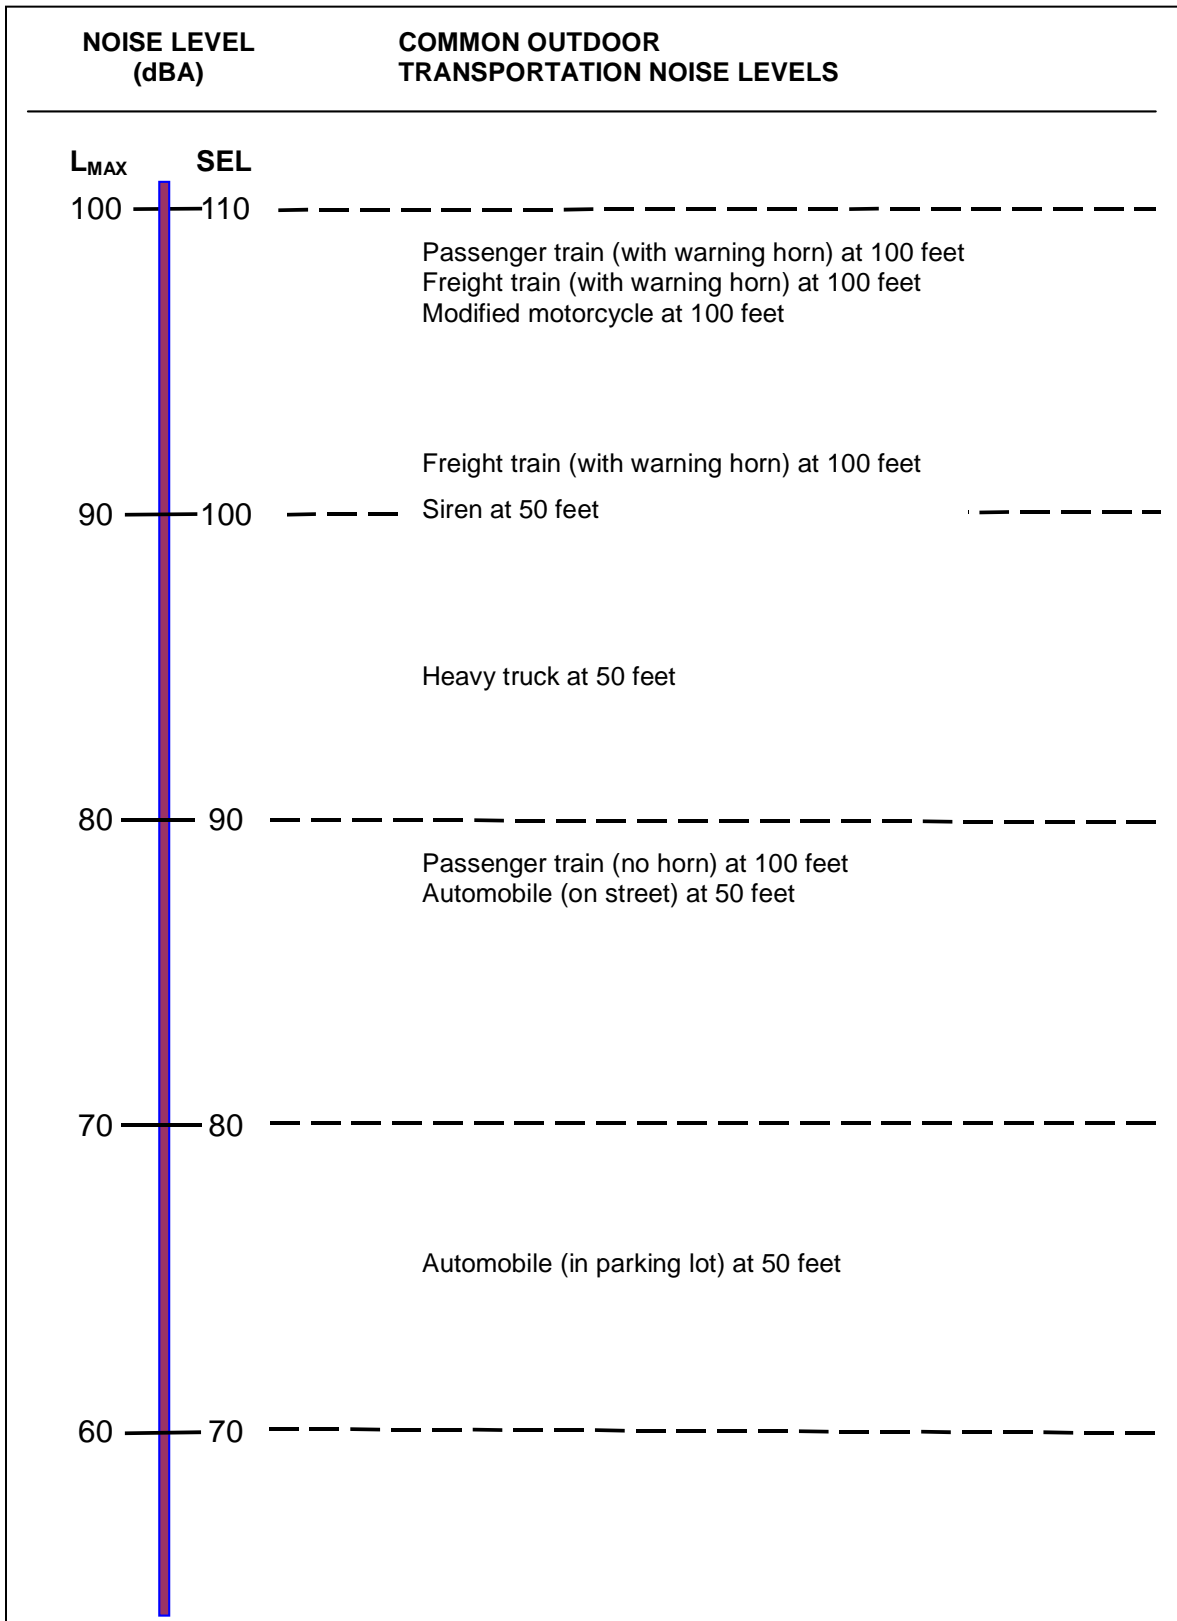 NOISE LEVEL COMMON OUTDOOR
(dBA) TRANSPORTATION NOISE LEVELS
LMAX SEL
100 110
Passenger train (with warning horn) at 100 feet
Freight train (with warning horn) at 100 feet
Modified motorcycle at 100 feet
Freight train (with warning horn) at 100 feet
90 100 Siren at 50 feet
Heavy truck at 50 feet
80 90
Passenger train (no horn) at 100 feet
Automobile (on street) at 50 feet
70 80
Automobile (in parking lot) at 50 feet
60 70